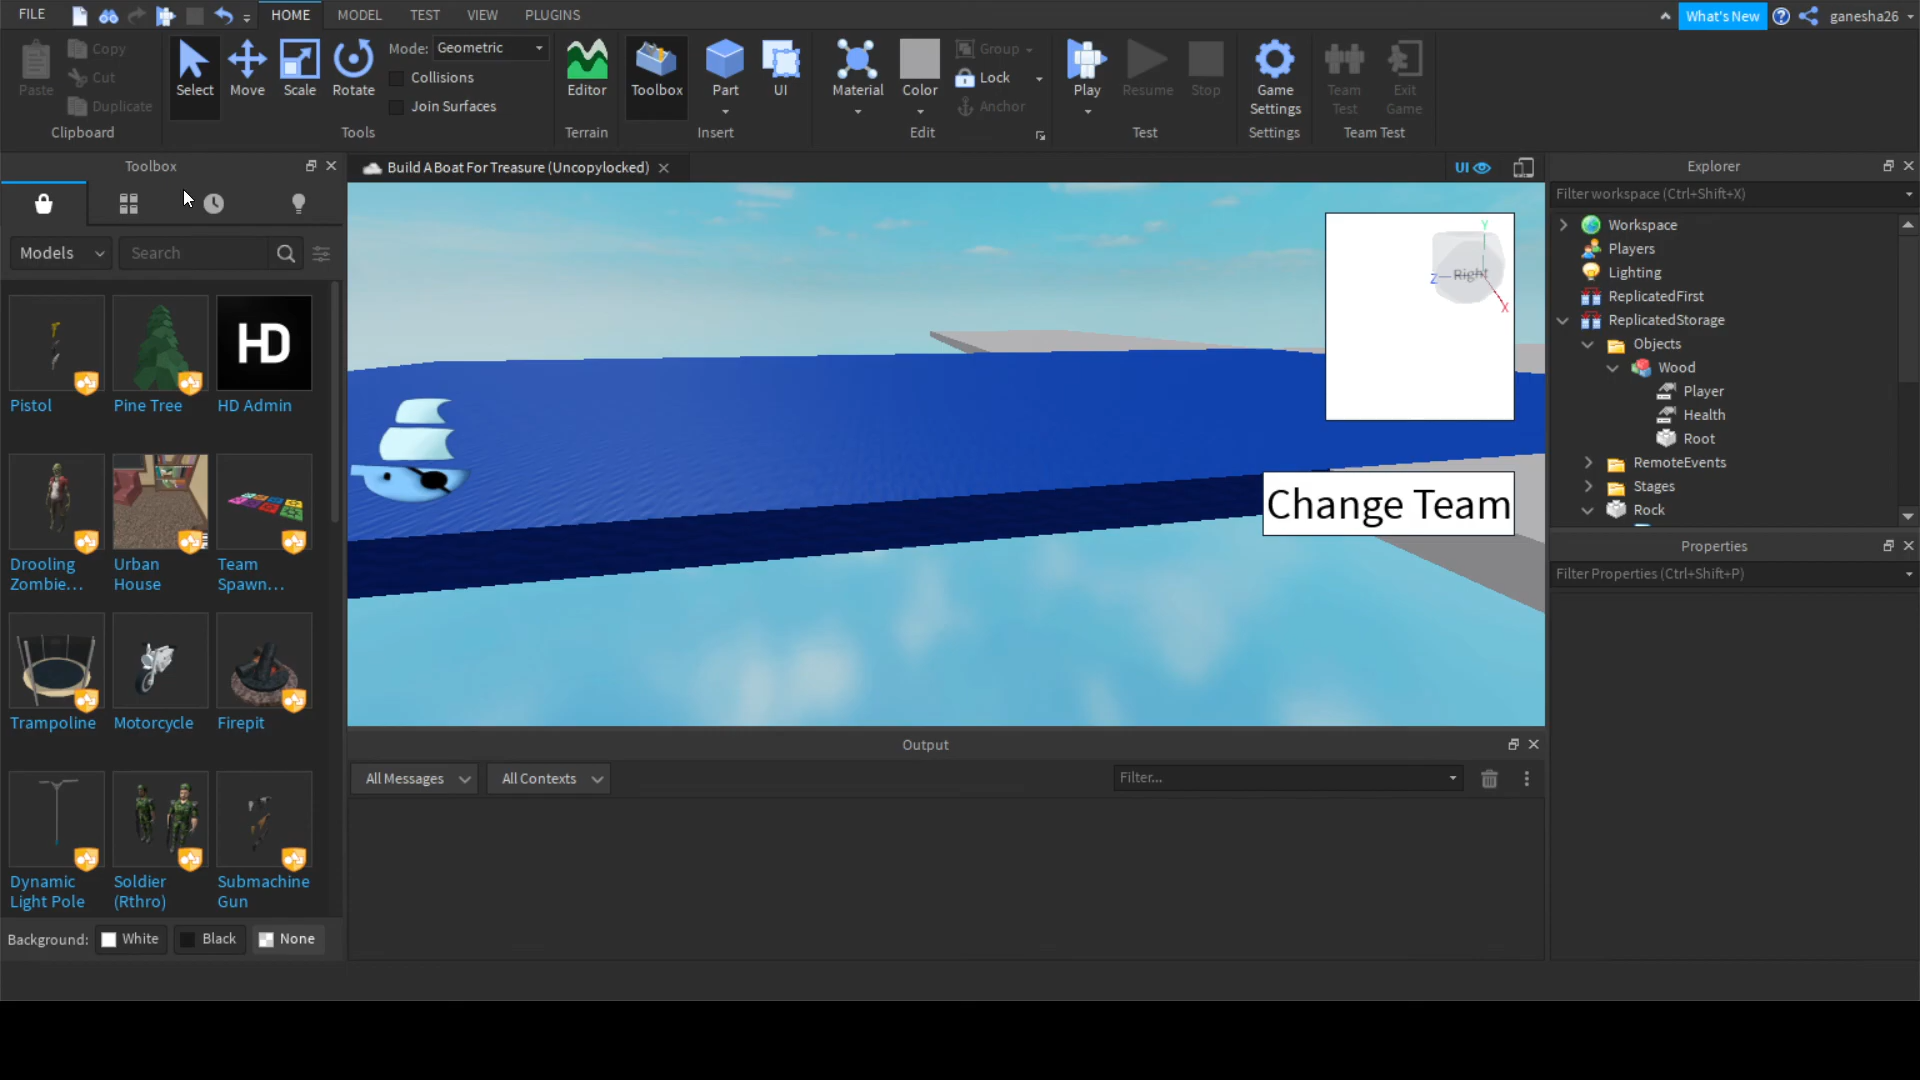 FILE
HOME
MODEL
TEST
VIEW
PLUGINS
What's New
ganesha26
Paste
Copy
Cut
Duplicate
Clipboard
Select
Move
Scale
Rotate
Mode:
Geometric
Collisions
Join Surfaces
Tools
Editor
Terrain
Toolbox
Part
UI
Insert
Material
Color
Group
Lock
Anchor
Edit
Play
Resume
Stop
Test
Game
Settings
Settings
Team
Test
Exit
Game
Team Test
Toolbox
Models
Search
Pistol
Pine Tree
HD
HD Admin
Drooling
Zombie...
Urban
House
Team
Spawn...
Trampoline
Motorcycle
Firepit
Dynamic
Light Pole
Soldier
(Rthro)
Submachine
Gun
Background:
White
Black
None
Build A Boat For Treasure (Uncopylocked)
UI
Y
Z
Right
X
Change Team
Output
All Messages
All Contexts
Filter...
Explorer
Filter workspace (Ctrl+Shift+X)
Workspace
Players
Lighting
ReplicatedFirst
ReplicatedStorage
Objects
Wood
Player
Health
Root
RemoteEvents
Stages
Rock
Properties
Filter Properties (Ctrl+Shift+P)